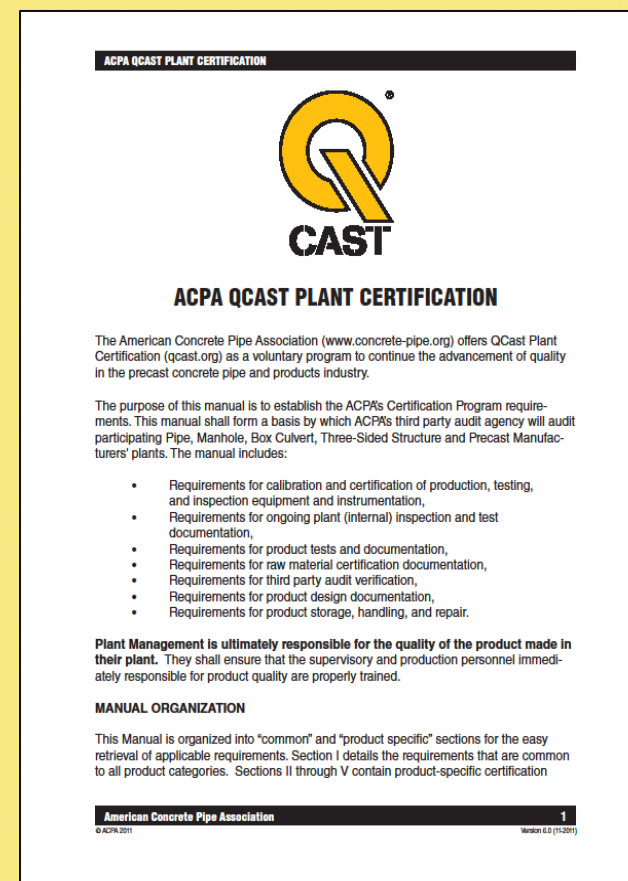 ACPA QCAST PLANT CERTIFICATION
®
CAST
ACPA QCAST PLANT CERTIFICATION
The American Concrete Pipe Association (www.concrete-pipe.org) offers QCast Plant
Certification (qcast.org) as a voluntary program to continue the advancement of quality
in the precast concrete pipe and products industry.
The purpose of this manual is to establish the ACPA's Certification Program require-
ments. This manual shall form a basis by which ACPA's third party audit agency will audit
participating Pipe, Manhole, Box Culvert, Three-Sided Structure and Precast Manufac-
turers' plants. The manual includes:
• Requirements for calibration and certification of production, testing,
and inspection equipment and instrumentation,
• Requirements for ongoing plant (internal) inspection and test
documentation,
• Requirements for product tests and documentation,
• Requirements for raw material certification documentation,
• Requirements for third party audit verification,
• Requirements for product design documentation,
• Requirements for product storage, handling, and repair.
Plant Management is ultimately responsible for the quality of the product made in
their plant. They shall ensure that the supervisory and production personnel immedi-
ately responsible for product quality are properly trained.
MANUAL ORGANIZATION
This Manual is organized into “common” and “product specific” sections for the easy
retrieval of applicable requirements. Section I details the requirements that are common
to all product categories. Sections II through V contain product-specific certification
American Concrete Pipe Association 1
© ACPA 2011 Version 6.0 (11-2011)